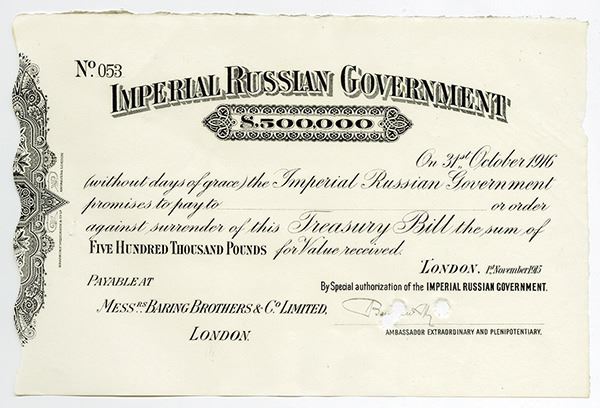 No. 053
IMPERIAL RUSSIAN GOVERNMENT
£.500.000
On 31st. October 1916
(without days of grace) the Imperial Russian Government
promises to pay to or order
against surrender of this Treasury Bill the sum of
FIVE HUNDRED THOUSAND POUNDS for Value received.
LONDON, 1st November 1915
PAYABLE AT
MESSRS BARING BROTHERS & Co LIMITED,
LONDON.
By Special authorization of the IMPERIAL RUSSIAN GOVERNMENT.
AMBASSADOR EXTRAORDINARY AND PLENIPOTENTIARY.